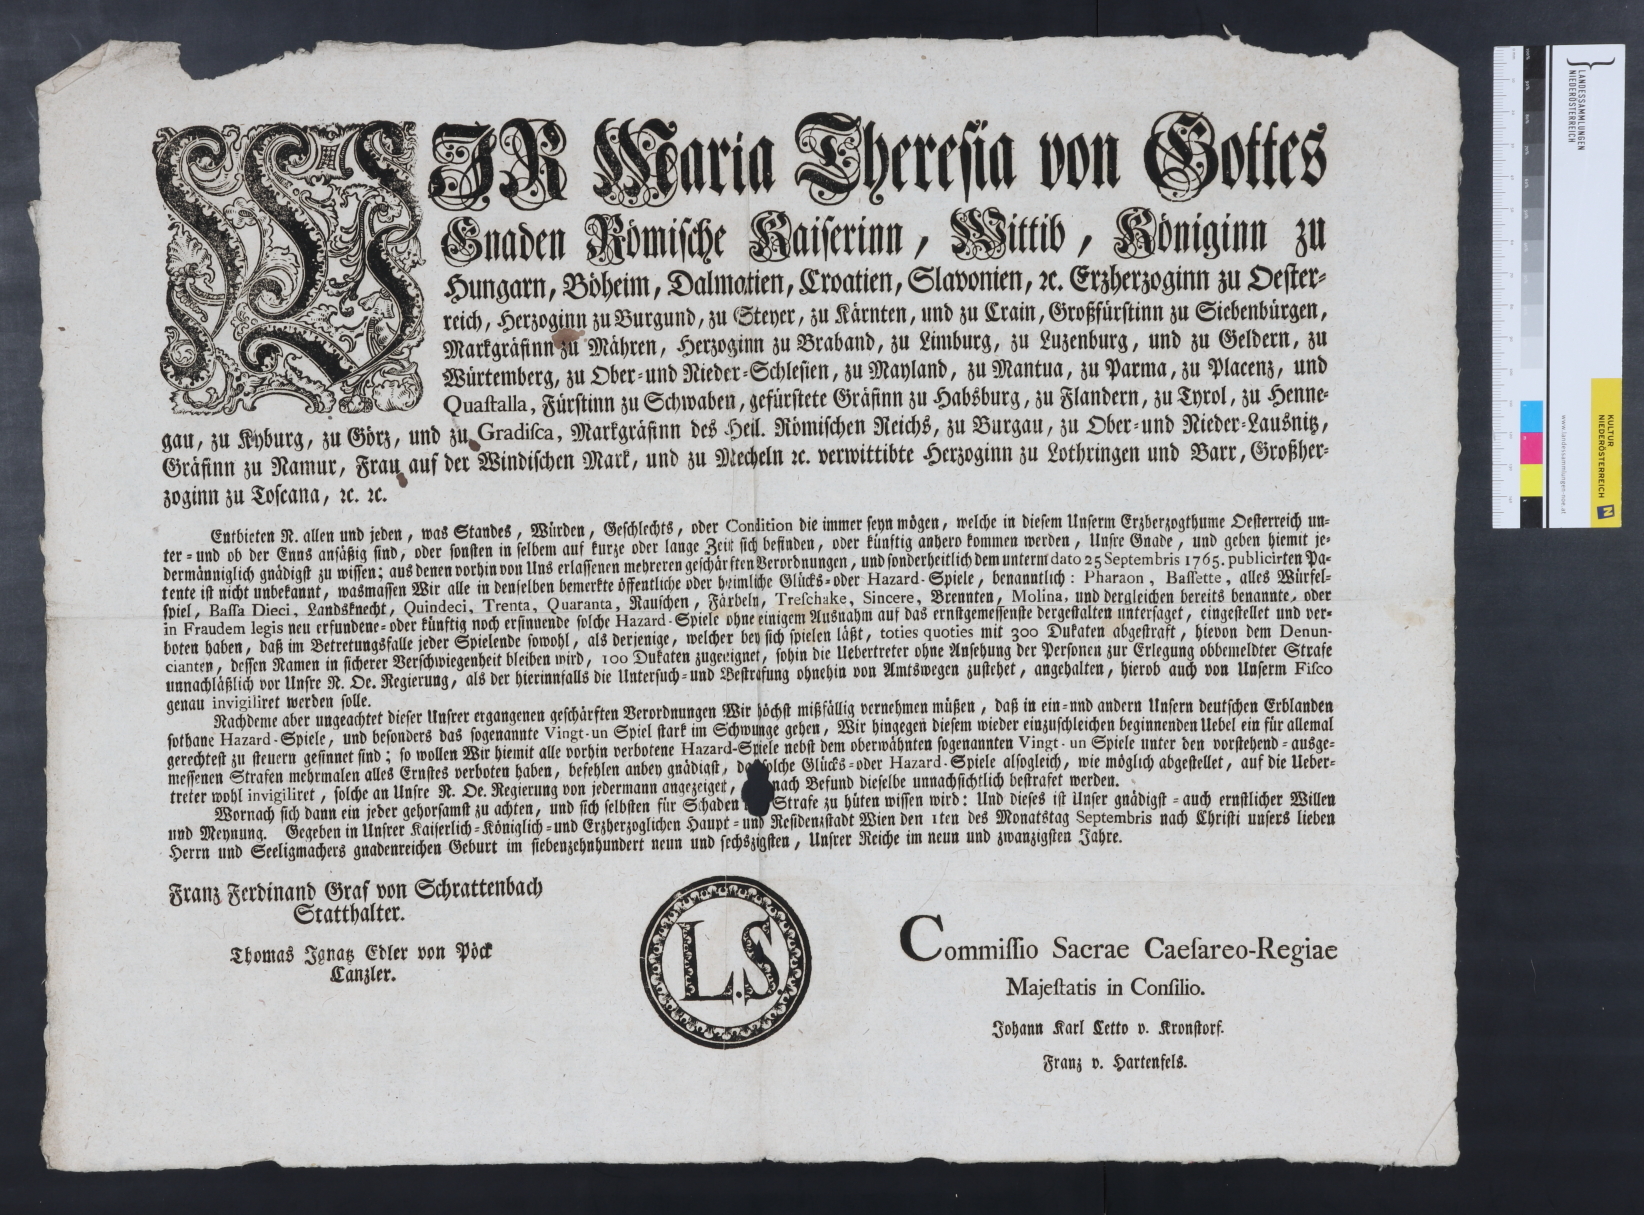 WIR Maria Theresia von Gottes
Gnaden Römische Kaiserinn, Wittib, Königinn zu
Hungarn, Böheim, Dalmatien, Croatien, Slavonien, ꝛc. Erzherzoginn zu Oester-
reich, Herzoginn zu Burgund, zu Steyer, zu Kärnten, und zu Crain, Großfürstinn zu Siebenbürgen,
Markgräfinn zu Mähren, Herzoginn zu Braband, zu Limburg, zu Luzenburg, und zu Geldern, zu
Würtemberg, zu Ober-und Nieder-Schlesien, zu Mayland, zu Mantua, zu Parma, zu Placenz, und
Quastalla, Fürstinn zu Schwaben, gefürstete Gräfinn zu Habsburg, zu Flandern, zu Tyrol, zu Henne-
gau, zu Kyburg, zu Görz, und zu Gradisca, Markgräfinn des Heil. Römischen Reichs, zu Burgau, zu Ober-und Nieder-Lausnitz,
Gräfinn zu Namur, Frau auf der Windischen Mark, und zu Mecheln ꝛc. verwittibte Herzoginn zu Lothringen und Barr, Großher-
zoginn zu Toscana, ꝛc. ꝛc.
Entbieten N. allen und jeden, was Standes, Würden, Geschlechts, oder Condition die immer seyn mögen, welche in diesem Unserm Erzherzogthume Oesterreich un-
ter-und ob der Enns ansäßig sind, oder sonsten in selbem auf kurze oder lange Zeit sich befinden, oder künftig anhero kommen werden, Unsre Gnade, und geben hiemit je-
dermänniglich gnädigst zu wissen; aus denen vorhin von Uns erlassenen mehreren geschärften Verordnungen, und sonderheitlich dem unterm dato 25 Septembris 1765. publicirten Pa-
tente ist nicht unbekannt, wasmassen Wir alle in denselben bemerkte öffentliche oder heimliche Glücks-oder Hazard-Spiele, benanntlich: Pharaon, Bassette, alles Würfel-
spiel, Bassa Dieci, Landsknecht, Quindeci, Trenta, Quaranta, Rauschen, Färbeln, Treschake, Sincere, Brennten, Molina, und dergleichen bereits benannte, oder
in Fraudem legis neu erfundene-oder künftig noch ersinnende solche Hazard-Spiele ohne einigem Ausnahm auf das ernstgemessenste dergestalten untersaget, eingestellet und ver-
boten haben, daß im Betretungsfalle jeder Spielende sowohl, als derjenige, welcher bey sich spielen läßt, toties quoties mit 300 Dukaten abgestraft, hievon dem Denun-
cianten, dessen Namen in sicherer Verschwiegenheit bleiben wird, 100 Dukaten zugeeignet, sohin die Uebertreter ohne Ansehung der Personen zur Erlegung obbemeldter Strafe
unnachläßlich vor Unsre N. Oe. Regierung, als der hierinnfalls die Untersuch-und Bestrafung ohnehin von Amtswegen zustehet, angehalten, hierob auch von Unserm Fisco
genau invigiliret werden solle.
Nachdeme aber ungeachtet dieser Unsrer ergangenen geschärften Verordnungen Wir höchst mißfällig vernehmen müßen, daß in ein-und andern Unsern deutschen Erblanden
sothane Hazard-Spiele, und besonders das sogenannte Vingt-un Spiel stark im Schwunge gehen, Wir hingegen diesem wieder einzuschleichen beginnenden Uebel ein für allemal
gerechtest zu steuern gesinnet sind; so wollen Wir hiemit alle vorhin verbotene Hazard-Spiele nebst dem oberwähnten sogenannten Vingt-un Spiele unter den vorstehend-ausge-
messenen Strafen mehrmalen alles Ernstes verboten haben, befehlen anbey gnädigst, solche Glücks-oder Hazard-Spiele alsogleich, wie möglich abgestellet, auf die Ueber-
treter wohl invigiliret, solche an Unsre N. Oe. Regierung von jedermann angezeiget, nach Befund dieselbe unnachsichtlich bestrafet werden.
Wornach sich dann ein jeder gehorsamst zu achten, und sich selbsten für Schaden Strafe zu hüten wissen wird: Und dieses ist Unser gnädigst-auch ernstlicher Willen
und Meynung. Gegeben in Unsrer Kaiserlich-Königlich-und Erzherzoglichen Haupt-und Residenzstadt Wien den 1ten des Monatstag Septembris nach Christi unsers lieben
Herrn und Seeligmachers gnadenreichen Geburt im siebenzehnhundert neun und sechszigsten, Unsrer Reiche im neun und zwanzigsten Jahre.
Franz Ferdinand Graf von Schrattenbach
Statthalter.
Thomas Ignatz Edler von Pöck
Canzler.
L.S.
Commissio Sacrae Caesareo-Regiae
Majestatis in Consilio.
Johann Karl Cetto v. Kronstorf.
Franz v. Hartenfels.
LANDESSAMMLUNGEN
NIEDERÖSTERREICH
www.landessammlungen-noe.at
KULTUR
NIEDERÖSTERREICH
N